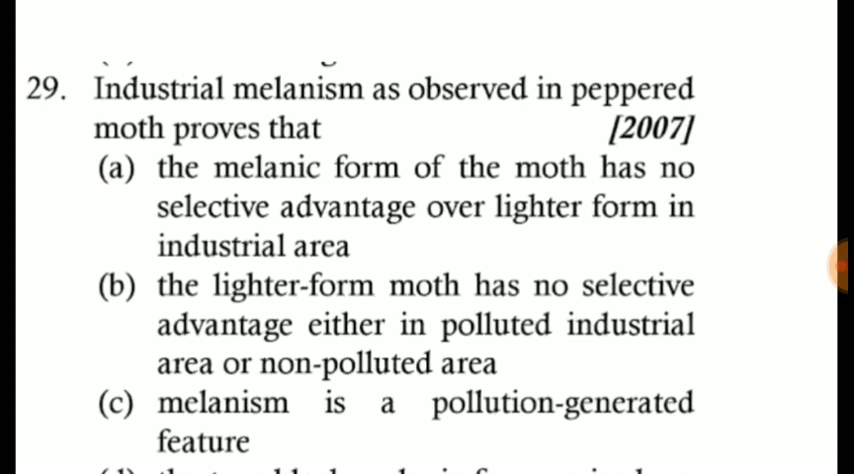 29. Industrial melanism as observed in peppered
moth proves that [2007]
(a) the melanic form of the moth has no
selective advantage over lighter form in
industrial area
(b) the lighter-form moth has no selective
advantage either in polluted industrial
area or non-polluted area
(c) melanism is a pollution-generated
feature